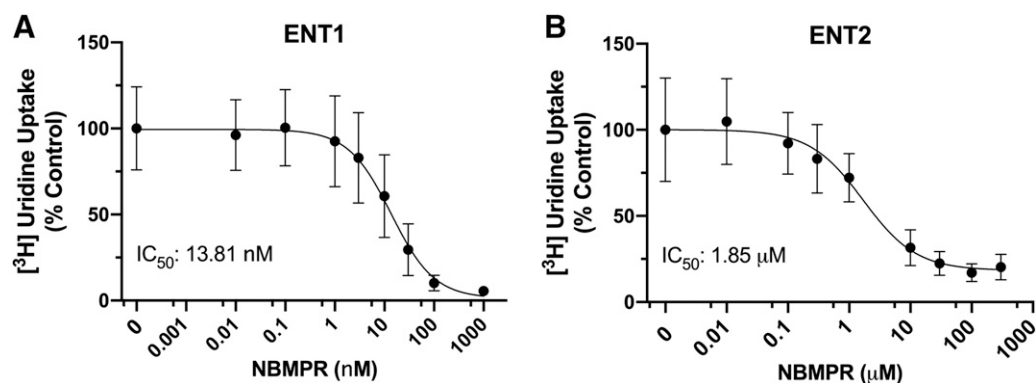 A
ENT1
[³H] Uridine Uptake
(% Control)
150
100
50
0
IC₅₀: 13.81 nM
0
0.001
0.01
0.1
1
10
100
1000
NBMPR (nM)
B
ENT2
[³H] Uridine Uptake
(% Control)
150
100
50
0
IC₅₀: 1.85 μM
0
0.01
0.1
1
10
100
1000
NBMPR (μM)